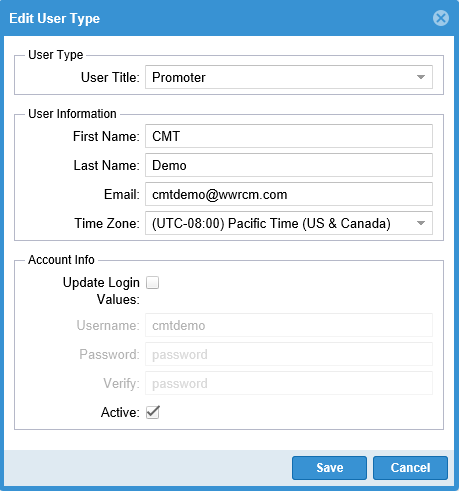 Edit User Type
User Type
User Title: Promoter
User Information
First Name: CMT
Last Name: Demo
Email: cmtdemo@wwrcm.com
Time Zone: (UTC-08:00) Pacific Time (US & Canada)
Account Info
Update Login
Values:
Username: cmtdemo
Password: password
Verify: password
Active:
Save Cancel